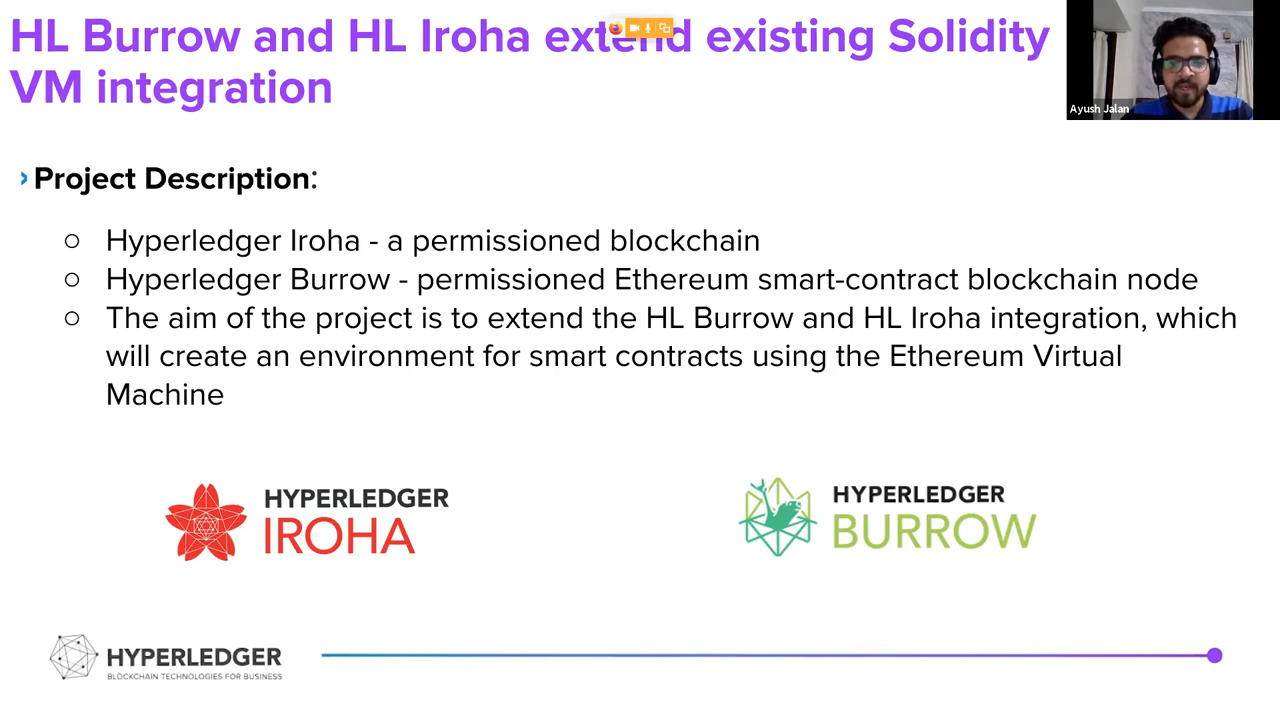 HL Burrow and HL Iroha extend existing Solidity
VM integration
Ayush Jalan
Project Description:
Hyperledger Iroha - a permissioned blockchain
Hyperledger Burrow - permissioned Ethereum smart-contract blockchain node
The aim of the project is to extend the HL Burrow and HL Iroha integration, which
will create an environment for smart contracts using the Ethereum Virtual
Machine
HYPERLEDGER
IROHA
HYPERLEDGER
BURROW
HYPERLEDGER
BLOCKCHAIN TECHNOLOGIES FOR BUSINESS